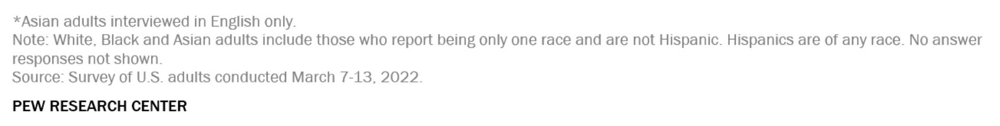 *Asian adults interviewed in English only.
Note: White, Black and Asian adults include those who report being only one race and are not Hispanic. Hispanics are of any race. No answer
responses not shown.
Source: Survey of U.S. adults conducted March 7-13, 2022.
PEW RESEARCH CENTER